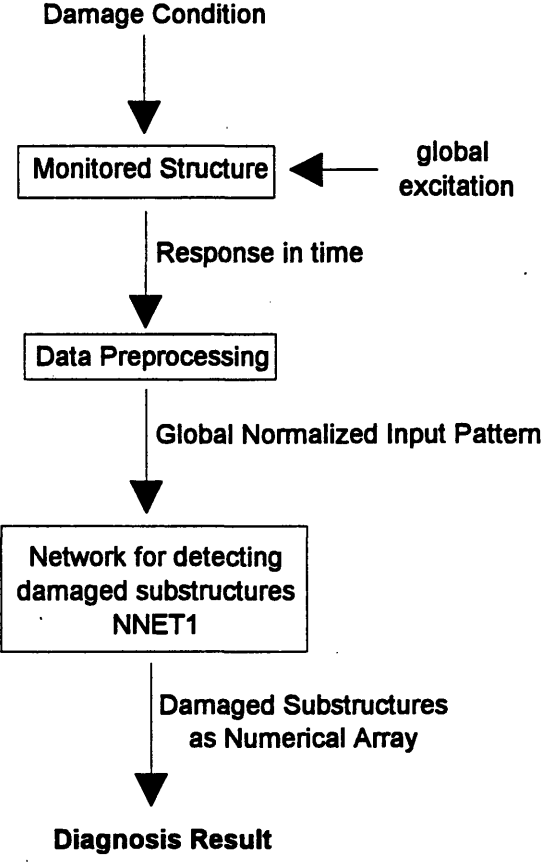 Damage Condition
Monitored Structure
global
excitation
Response in time
Data Preprocessing
Global Normalized Input Pattern
Network for detecting
damaged substructures
NNET1
Damaged Substructures
as Numerical Array
Diagnosis Result